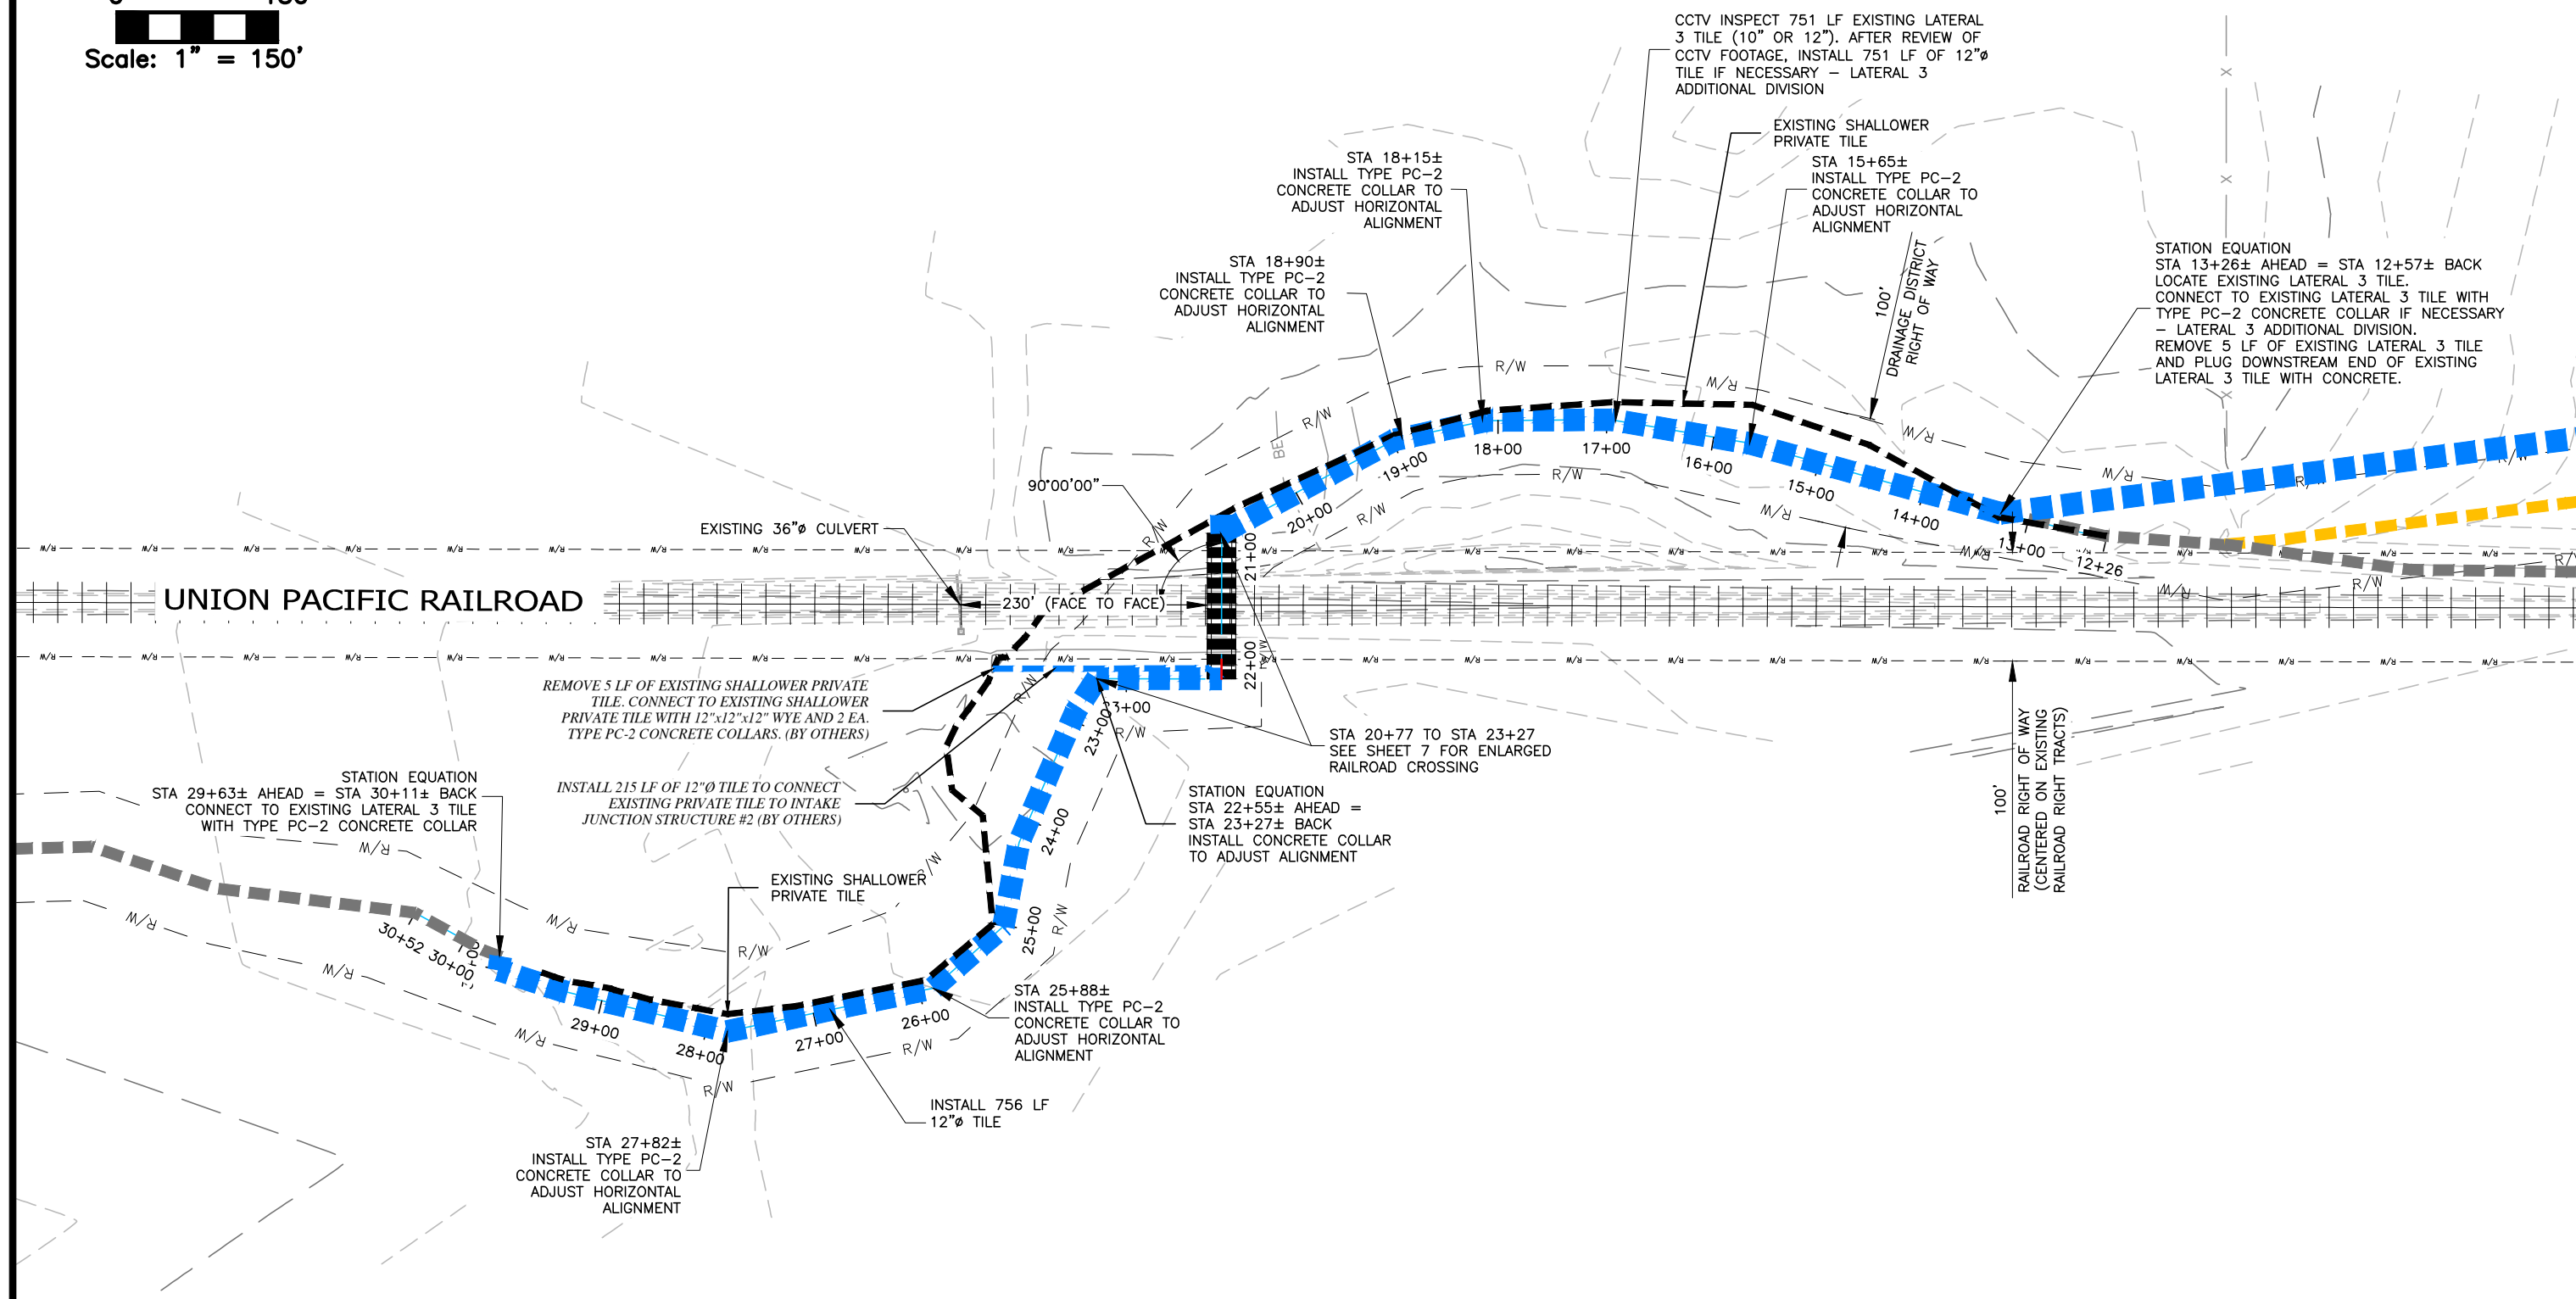 Scale: 1" = 150'
CCTV INSPECT 751 LF EXISTING LATERAL
3 TILE (10" OR 12"). AFTER REVIEW OF
CCTV FOOTAGE, INSTALL 751 LF OF 12"ø
TILE IF NECESSARY – LATERAL 3
ADDITIONAL DIVISION
EXISTING SHALLOWER
PRIVATE TILE
STA 18+15±
INSTALL TYPE PC–2
CONCRETE COLLAR TO
ADJUST HORIZONTAL
ALIGNMENT
STA 15+65±
INSTALL TYPE PC–2
CONCRETE COLLAR TO
ADJUST HORIZONTAL
ALIGNMENT
STA 18+90±
INSTALL TYPE PC–2
CONCRETE COLLAR TO
ADJUST HORIZONTAL
ALIGNMENT
100'
DRAINAGE DISTRICT
RIGHT OF WAY
STATION EQUATION
STA 13+26± AHEAD = STA 12+57± BACK
LOCATE EXISTING LATERAL 3 TILE.
CONNECT TO EXISTING LATERAL 3 TILE WITH
TYPE PC–2 CONCRETE COLLAR IF NECESSARY
– LATERAL 3 ADDITIONAL DIVISION.
REMOVE 5 LF OF EXISTING LATERAL 3 TILE
AND PLUG DOWNSTREAM END OF EXISTING
LATERAL 3 TILE WITH CONCRETE.
R/W
R/W
R/W
R/W
R/W
19+00
18+00
17+00
16+00
15+00
14+00
13+00
12+26
20+00
21+00
22+00
90°00'00"
EXISTING 36"ø CULVERT
UNION PACIFIC RAILROAD
230' (FACE TO FACE)
REMOVE 5 LF OF EXISTING SHALLOWER PRIVATE
TILE. CONNECT TO EXISTING SHALLOWER
PRIVATE TILE WITH 12"x12"x12" WYE AND 2 EA.
TYPE PC-2 CONCRETE COLLARS. (BY OTHERS)
INSTALL 215 LF OF 12"Ø TILE TO CONNECT
EXISTING PRIVATE TILE TO INTAKE
JUNCTION STRUCTURE #2 (BY OTHERS)
23+00
23+00
R/W
STA 20+77 TO STA 23+27
SEE SHEET 7 FOR ENLARGED
RAILROAD CROSSING
STATION EQUATION
STA 22+55± AHEAD =
STA 23+27± BACK
INSTALL CONCRETE COLLAR
TO ADJUST ALIGNMENT
100'
RAILROAD RIGHT OF WAY
(CENTERED ON EXISTING
RAILROAD RIGHT TRACTS)
STATION EQUATION
STA 29+63± AHEAD = STA 30+11± BACK
CONNECT TO EXISTING LATERAL 3 TILE
WITH TYPE PC–2 CONCRETE COLLAR
EXISTING SHALLOWER
PRIVATE TILE
24+00
25+00
R/W
R/W
R/W
R/W
30+52
30+00
29+00
28+00
27+00
26+00
R/W
R/W
STA 25+88±
INSTALL TYPE PC–2
CONCRETE COLLAR TO
ADJUST HORIZONTAL
ALIGNMENT
INSTALL 756 LF
12"ø TILE
STA 27+82±
INSTALL TYPE PC–2
CONCRETE COLLAR TO
ADJUST HORIZONTAL
ALIGNMENT